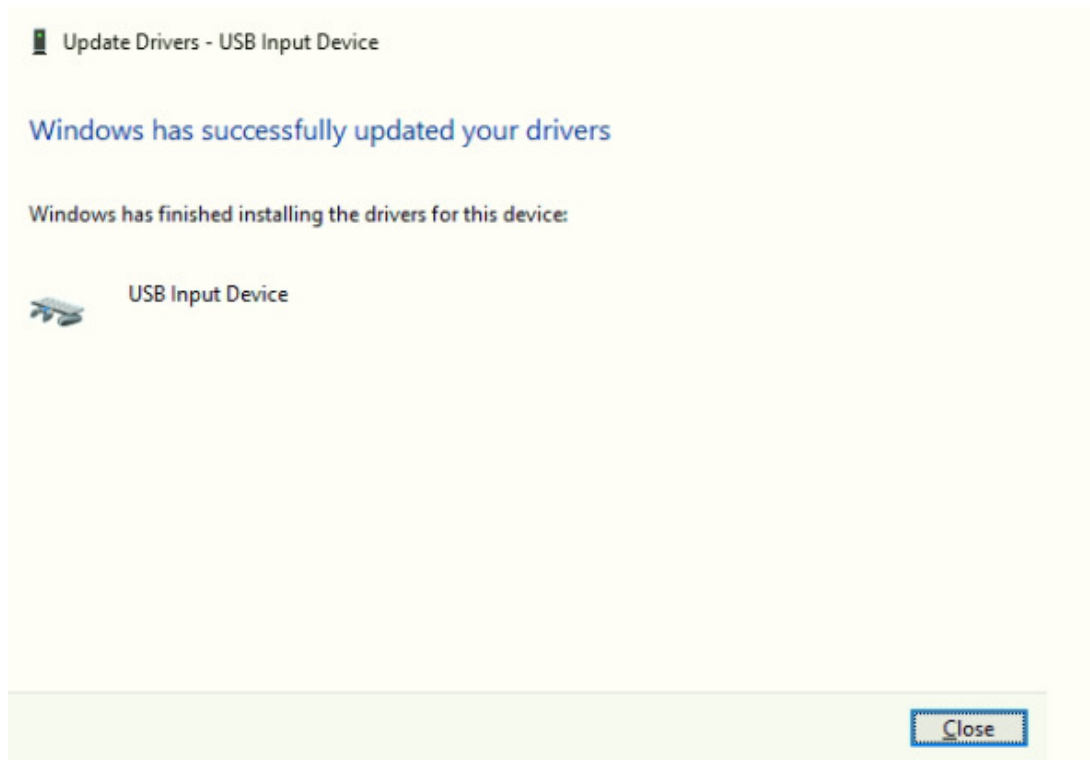 Update Drivers - USB Input Device
Windows has successfully updated your drivers
Windows has finished installing the drivers for this device:
USB Input Device
Close